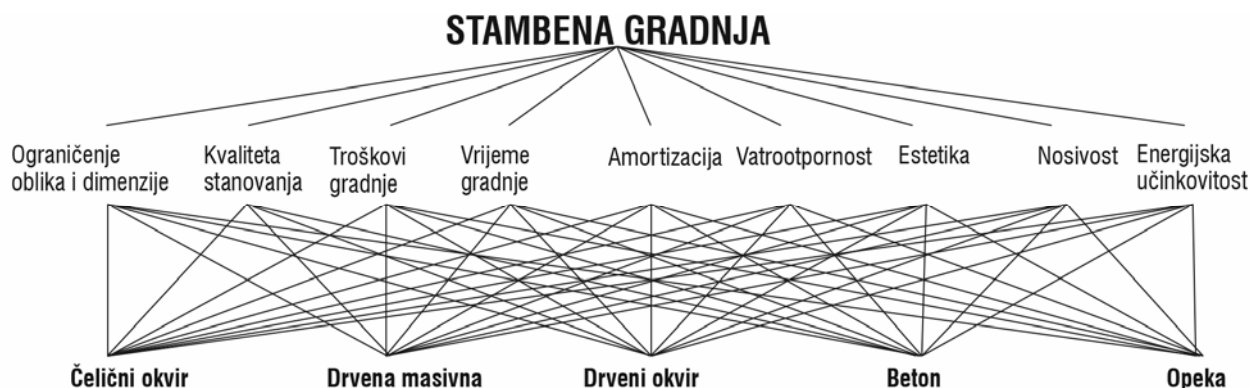 STAMBENA GRADNJA
Ograničenje
oblika i dimenzije
Kvaliteta
stanovanja
Troškovi
gradnje
Vrijeme
gradnje
Amortizacija
Vatrootpornost
Estetika
Nosivost
Energijska
učinkovitost
Čelični okvir
Drvena masivna
Drveni okvir
Beton
Opeka